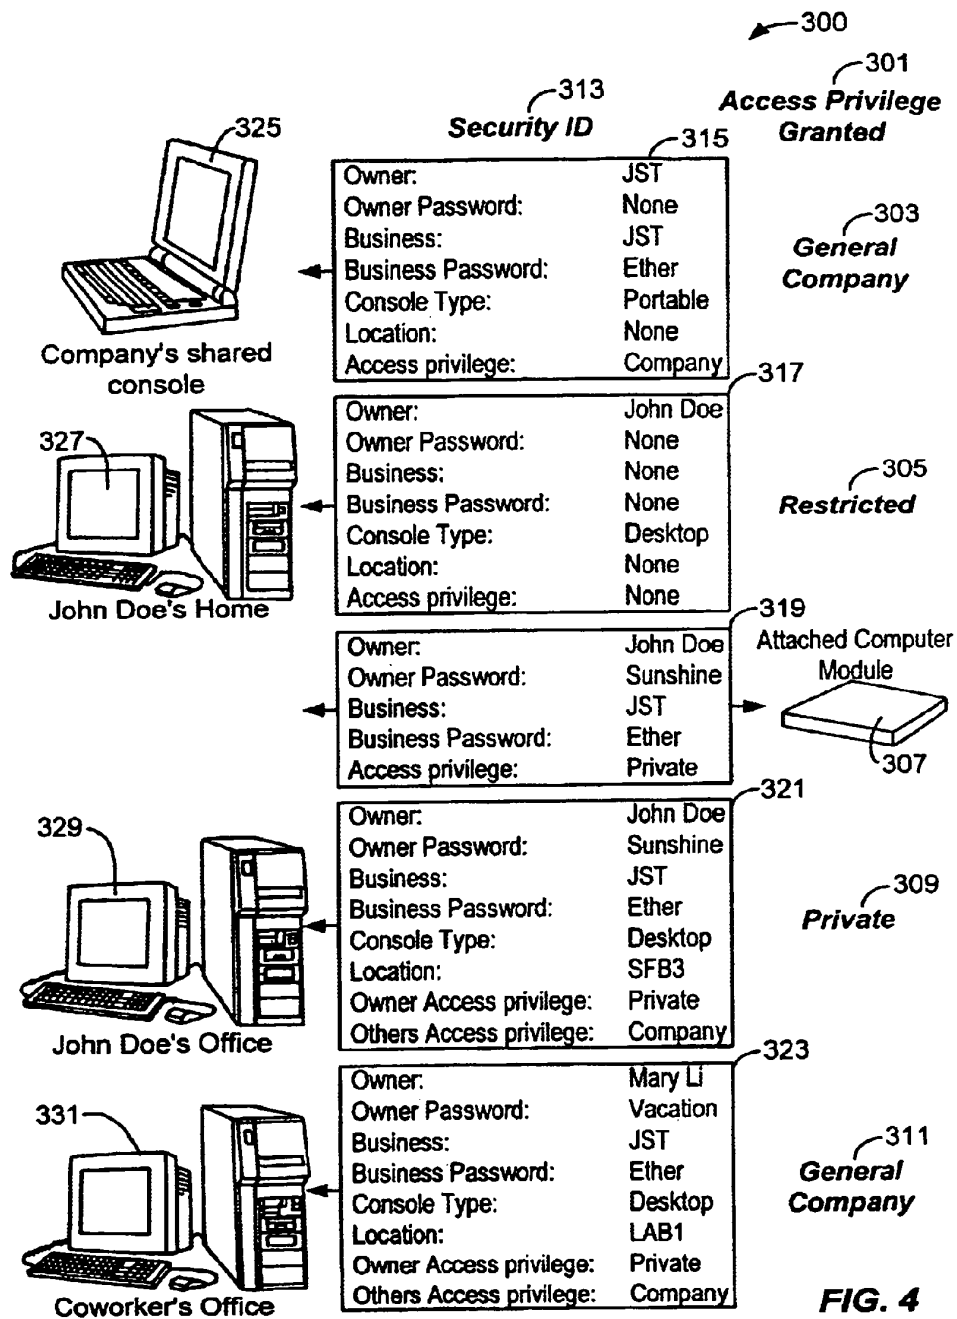 300
301
Access Privilege
Granted
313
Security ID
315
325
Owner: JST
Owner Password: None
Business: JST
Business Password: Ether
Console Type: Portable
Location: None
Access privilege: Company
303
General
Company
Company's shared
console
317
327
Owner: John Doe
Owner Password: None
Business: None
Business Password: None
Console Type: Desktop
Location: None
Access privilege: None
305
Restricted
John Doe's Home
319
Owner: John Doe
Owner Password: Sunshine
Business: JST
Business Password: Ether
Access privilege: Private
Attached Computer
Module
307
321
329
Owner: John Doe
Owner Password: Sunshine
Business: JST
Business Password: Ether
Console Type: Desktop
Location: SFB3
Owner Access privilege: Private
Others Access privilege: Company
309
Private
John Doe's Office
323
331
Owner: Mary Li
Owner Password: Vacation
Business: JST
Business Password: Ether
Console Type: Desktop
Location: LAB1
Owner Access privilege: Private
Others Access privilege: Company
311
General
Company
Coworker's Office
FIG. 4